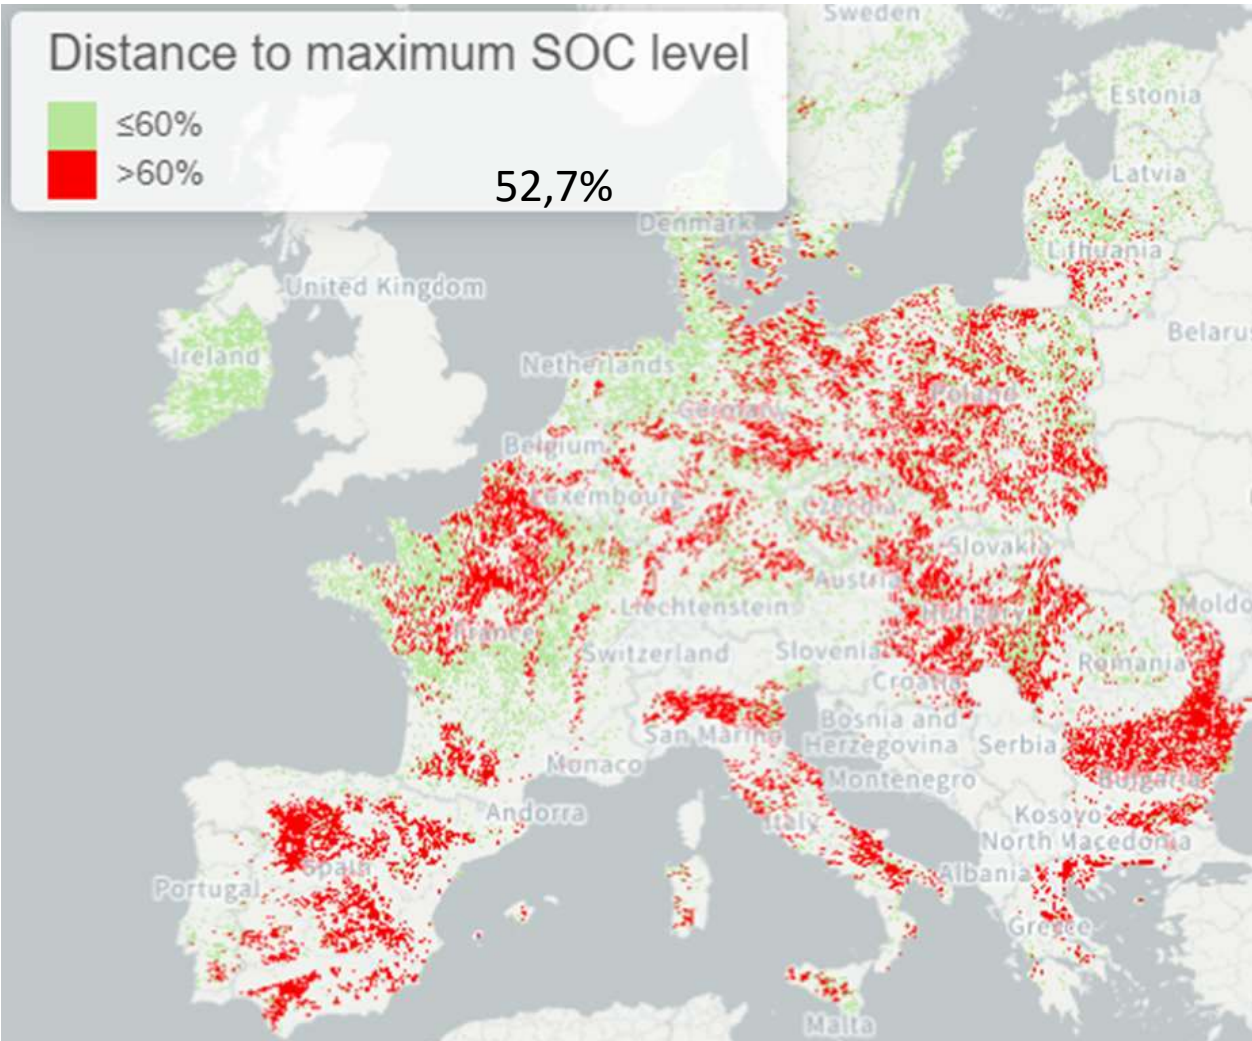 Distance to maximum SOC level
≤60%
>60%
52,7%
Sweden
Estonia
Latvia
Denmark
Lithuania
United Kingdom
Belarus
Ireland
Netherlands
Poland
Germany
Belgium
Luxembourg
Czechia
Slovakia
Austria
Liechtenstein
Hungary
Moldo
France
Switzerland
Slovenia
Romania
Croatia
San Marino
Bosnia and
Herzegovina
Serbia
Monaco
Montenegro
Bulgaria
Andorra
Kosovo
Italy
North Macedonia
Spain
Portugal
Albania
Greece
Malta